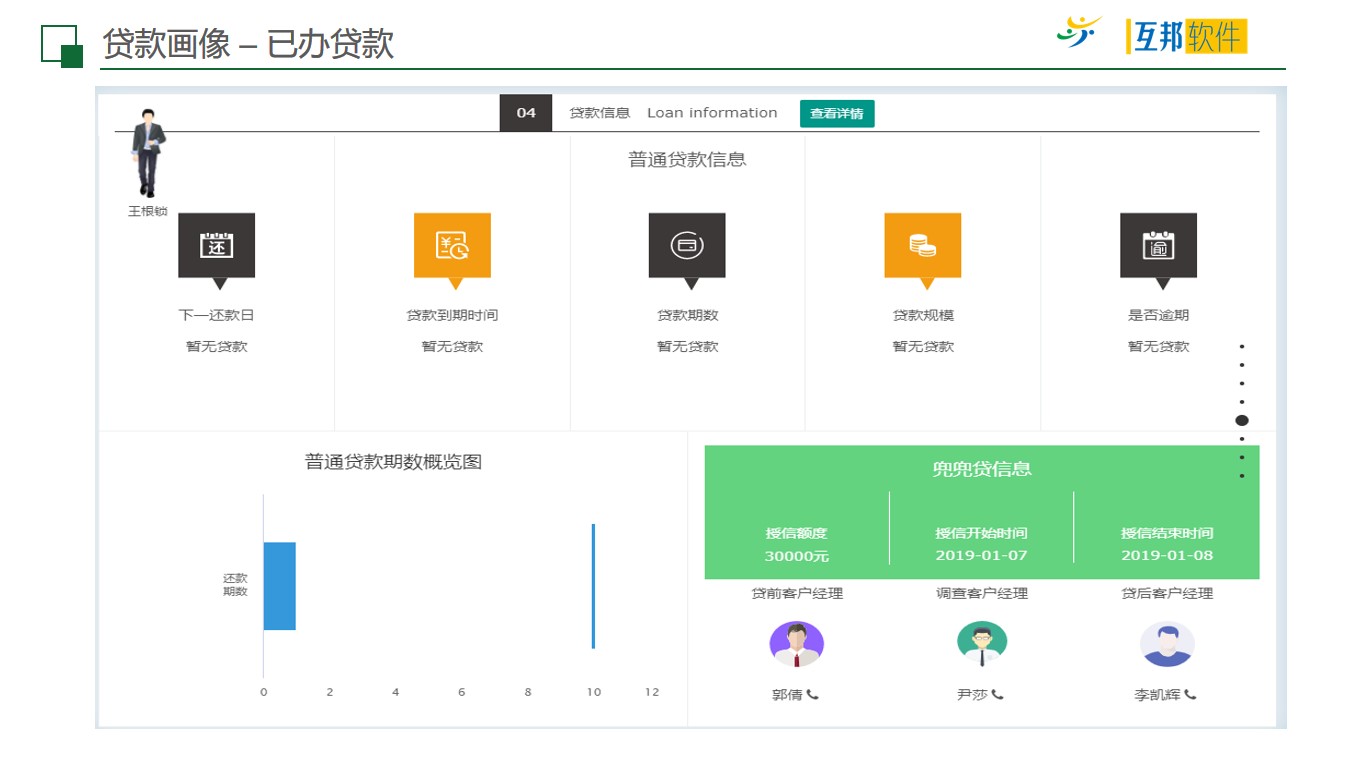 贷款画像 – 已办贷款
互邦软件
04 贷款信息 Loan information 查看详情
王根锁
普通贷款信息
还
逾
下一还款日 贷款到期时间 贷款期数 贷款规模 是否逾期
暂无贷款 暂无贷款 暂无贷款 暂无贷款 暂无贷款
普通贷款期数概览图
还款
期数
0 2 4 6 8 10 12
兜兜贷信息
授信额度 授信开始时间 授信结束时间
30000元 2019-01-07 2019-01-08
贷前客户经理 调查客户经理 贷后客户经理
郭倩 尹莎 李凯辉